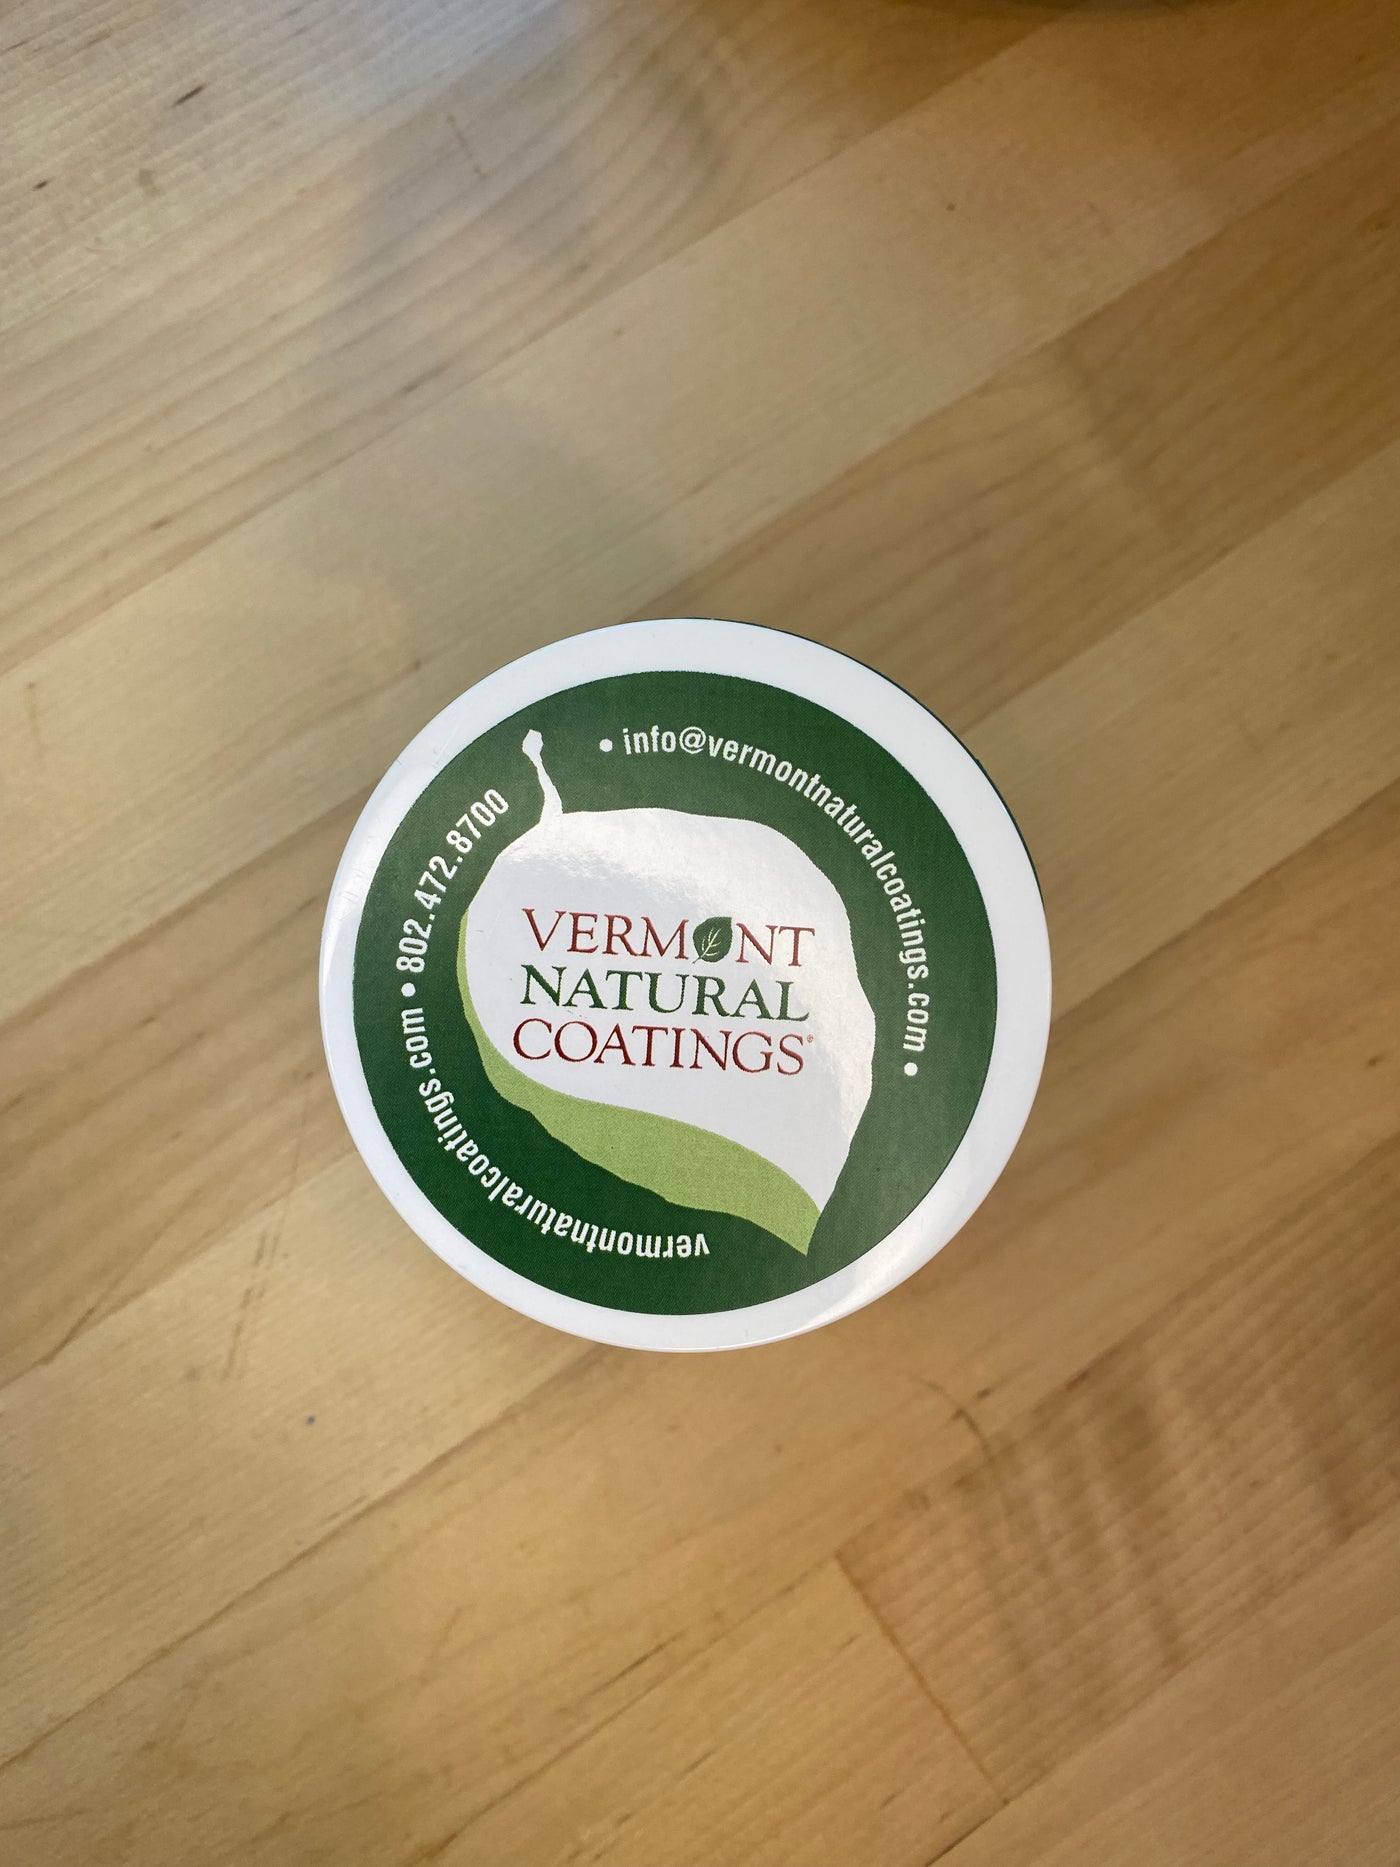 VERMONT
NATURAL
COATINGS®
vermontnaturalcoatings.com • 802.472.8700
• info@vermontnaturalcoatings.com •